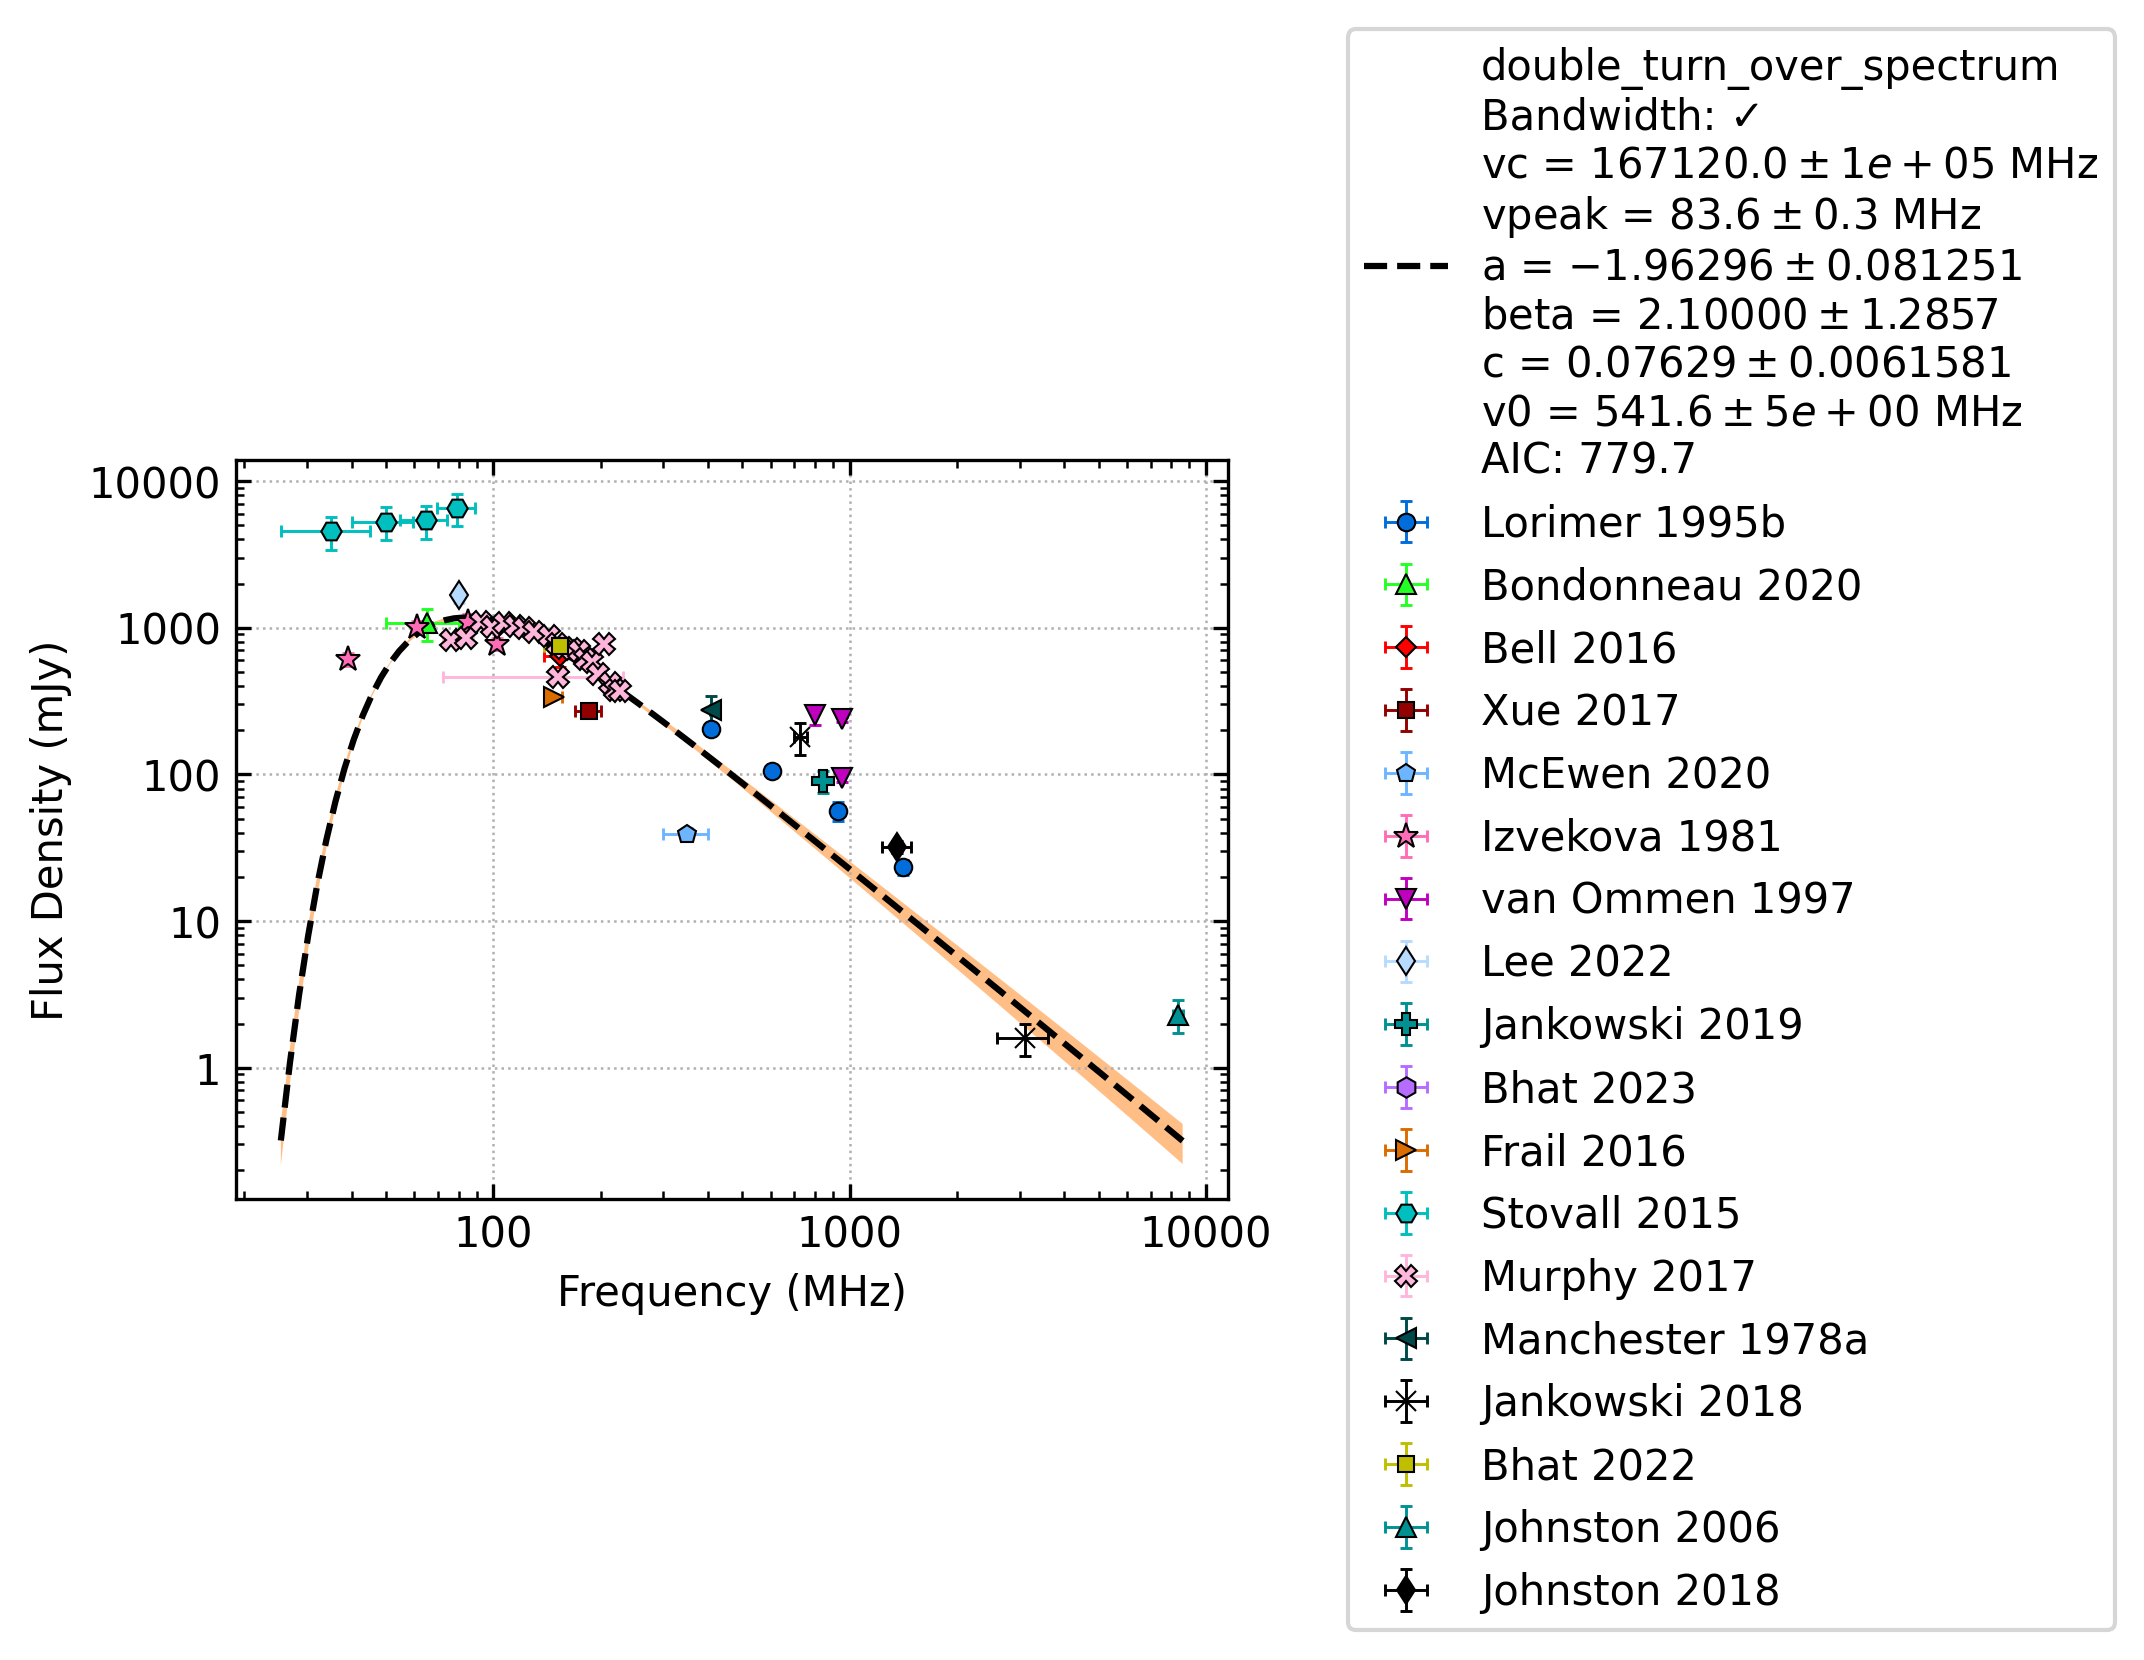 10000
1000
100
10
1
Flux Density (mJy)
100
1000
10000
Frequency (MHz)
double_turn_over_spectrum
Bandwidth: ✓
vc = 167120.0 ± 1e + 05 MHz
vpeak = 83.6 ± 0.3 MHz
a = −1.96296 ± 0.081251
beta = 2.10000 ± 1.2857
c = 0.07629 ± 0.0061581
v0 = 541.6 ± 5e + 00 MHz
AIC: 779.7
Lorimer 1995b
Bondonneau 2020
Bell 2016
Xue 2017
McEwen 2020
Izvekova 1981
van Ommen 1997
Lee 2022
Jankowski 2019
Bhat 2023
Frail 2016
Stovall 2015
Murphy 2017
Manchester 1978a
Jankowski 2018
Bhat 2022
Johnston 2006
Johnston 2018